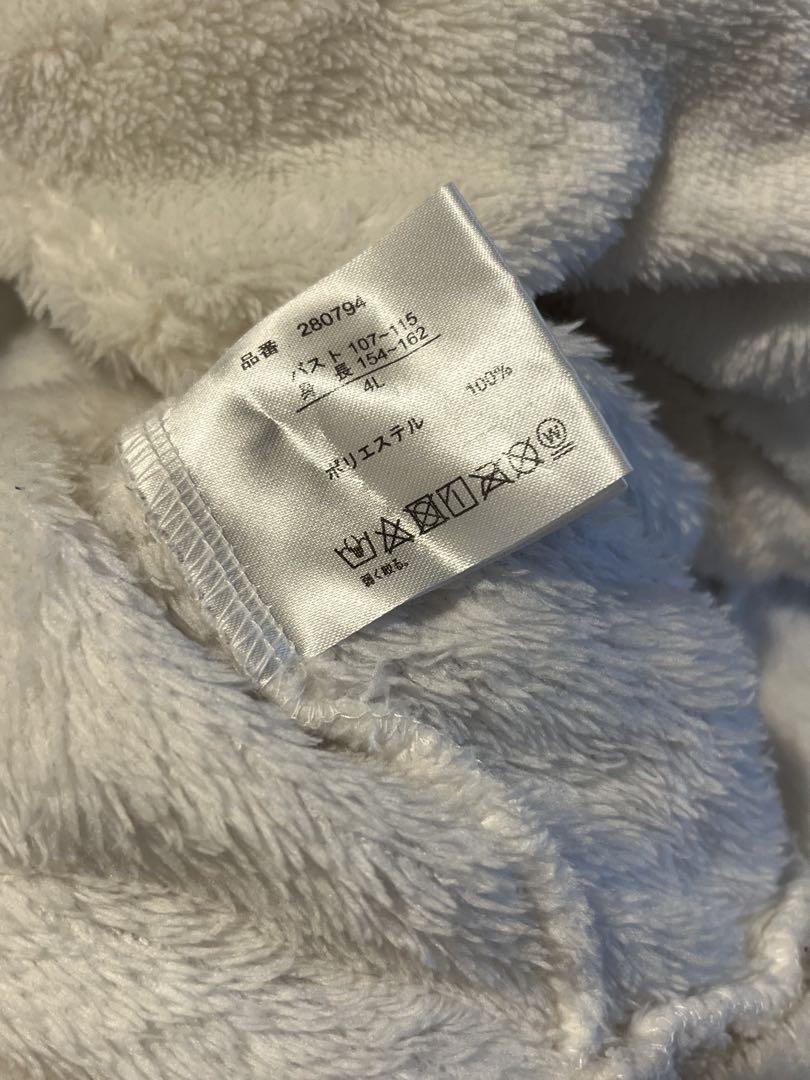 品番 280794
バスト 107~115
身長 154~162
4L
ポリエステル 100%
W
弱く絞る。